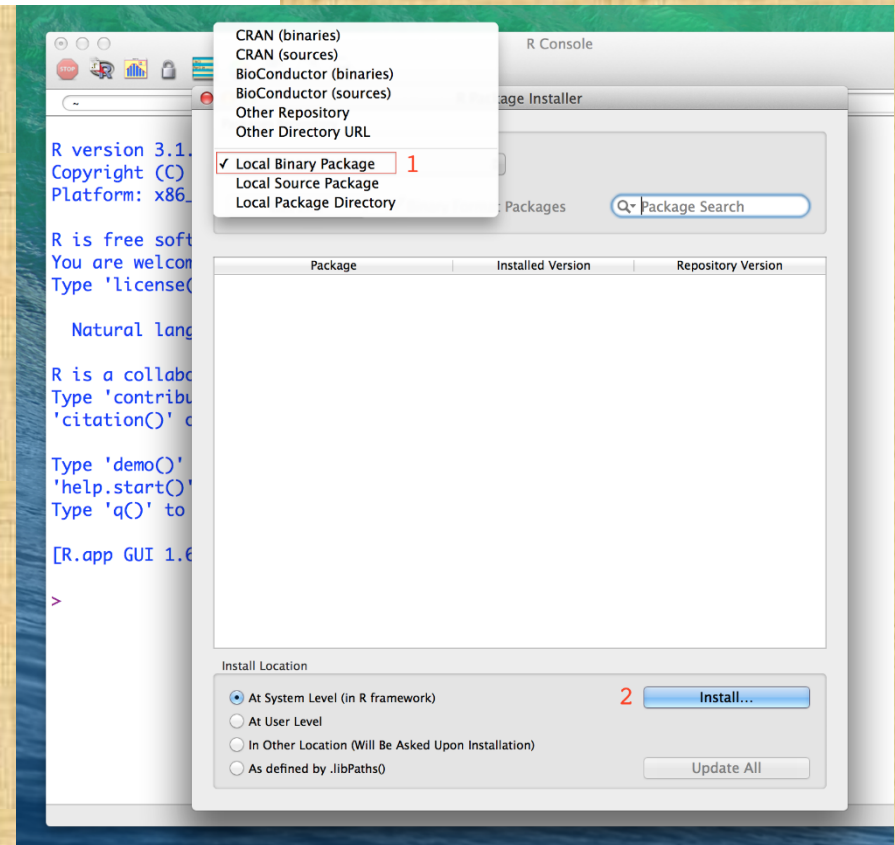 CRAN (binaries)
CRAN (sources)
BioConductor (binaries)
BioConductor (sources)
Other Repository
Other Directory URL
✓ Local Binary Package 1
Local Source Package
Local Package Directory
R Console
STOP
~
age Installer
Packages
Package Search
R version 3.1.
Copyright (C)
Platform: x86_
R is free soft
You are welcom
Type 'license(
Natural lang
R is a collabo
Type 'contribu
'citation()' o
Type 'demo()'
'help.start()'
Type 'q()' to
[R.app GUI 1.6
>
Package Installed Version Repository Version
Install Location
At System Level (in R framework)
At User Level
In Other Location (Will Be Asked Upon Installation)
As defined by .libPaths()
2 Install...
Update All